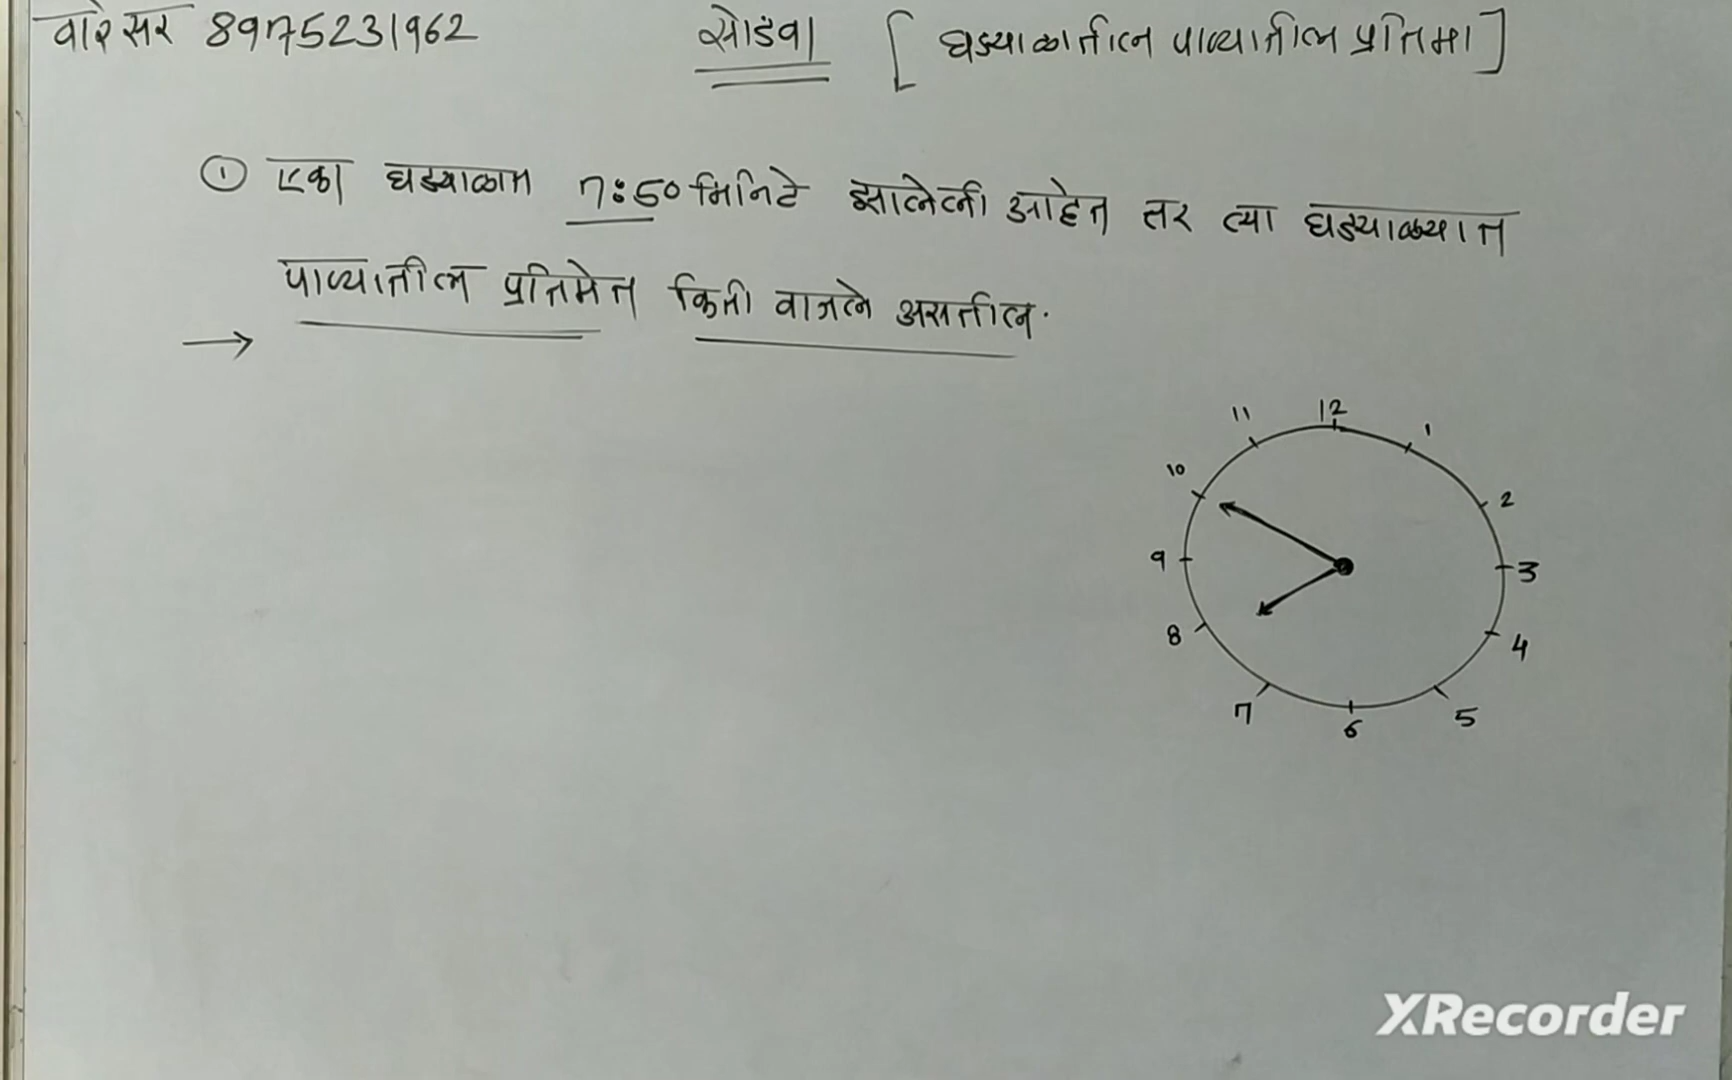 वारे सर 8975231962
सोडवा [ घड्याळातील पाण्यातील प्रतिमा ]
① एका घड्याळात 7:50 मिनिटे झालेली आहेत तर त्या घड्याळ्यात
पाण्यातील प्रतिमेत किती वाजले असतील.
→
12
11
1
10
2
9
3
8
4
7
5
6
XRecorder